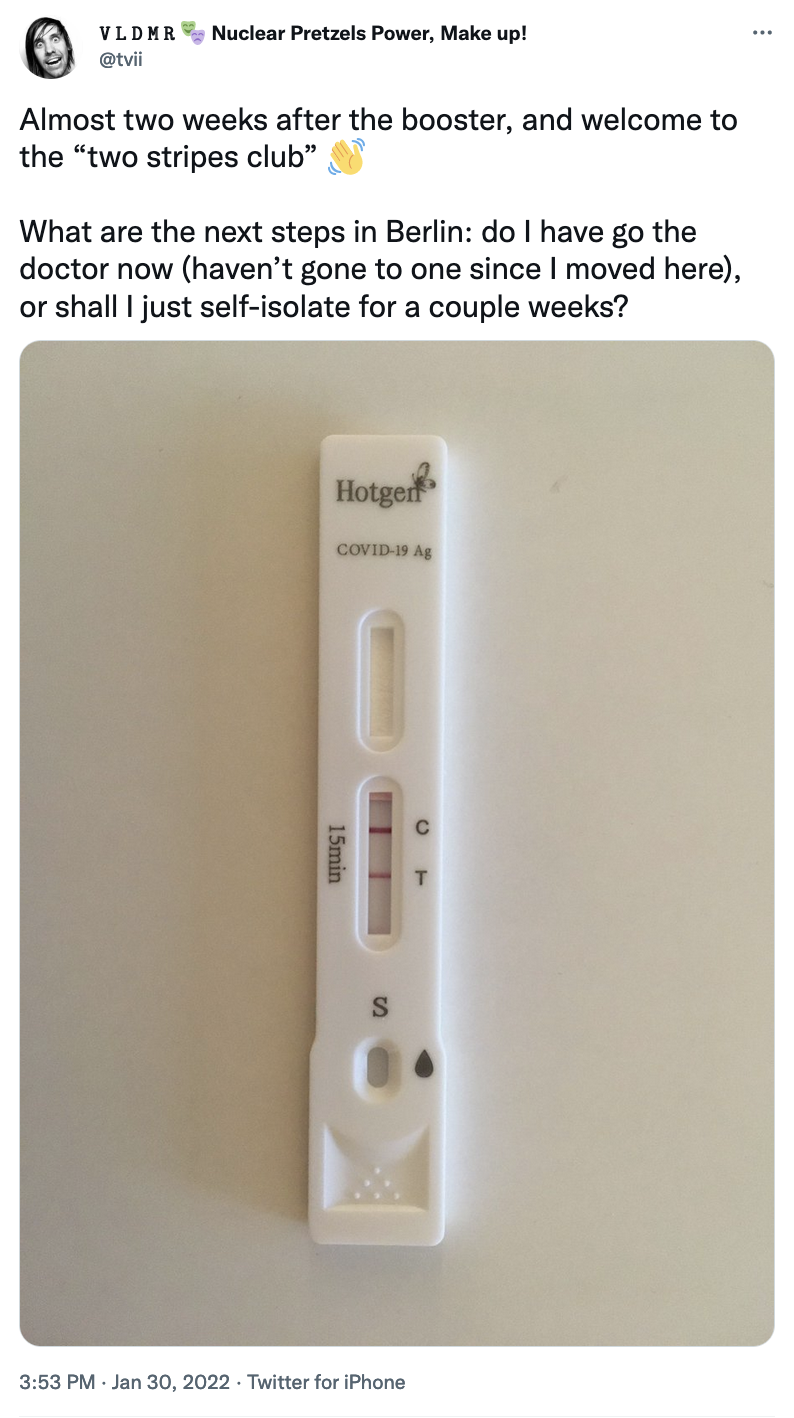 V L D M R 🎭 Nuclear Pretzels Power, Make up!
@tvii
Almost two weeks after the booster, and welcome to
the “two stripes club” 👋
What are the next steps in Berlin: do I have go the
doctor now (haven’t gone to one since I moved here),
or shall I just self-isolate for a couple weeks?
Hotgen
COVID-19 Ag
15min
C
T
S
3:53 PM · Jan 30, 2022 · Twitter for iPhone